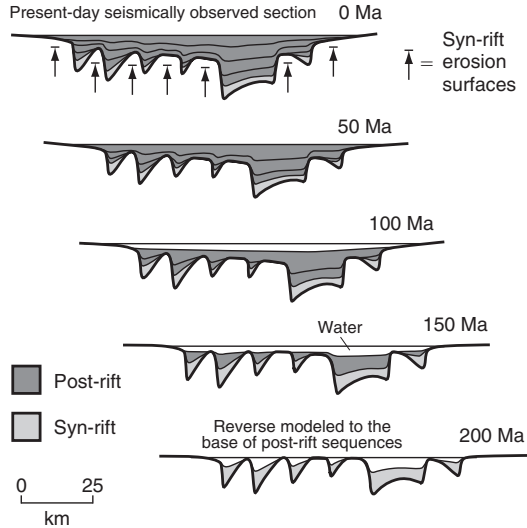 Present-day seismically observed section
0 Ma
Syn-rift
= erosion
surfaces
50 Ma
100 Ma
Water
150 Ma
Post-rift
Syn-rift
Reverse modeled to the
base of post-rift sequences
200 Ma
0 25
km